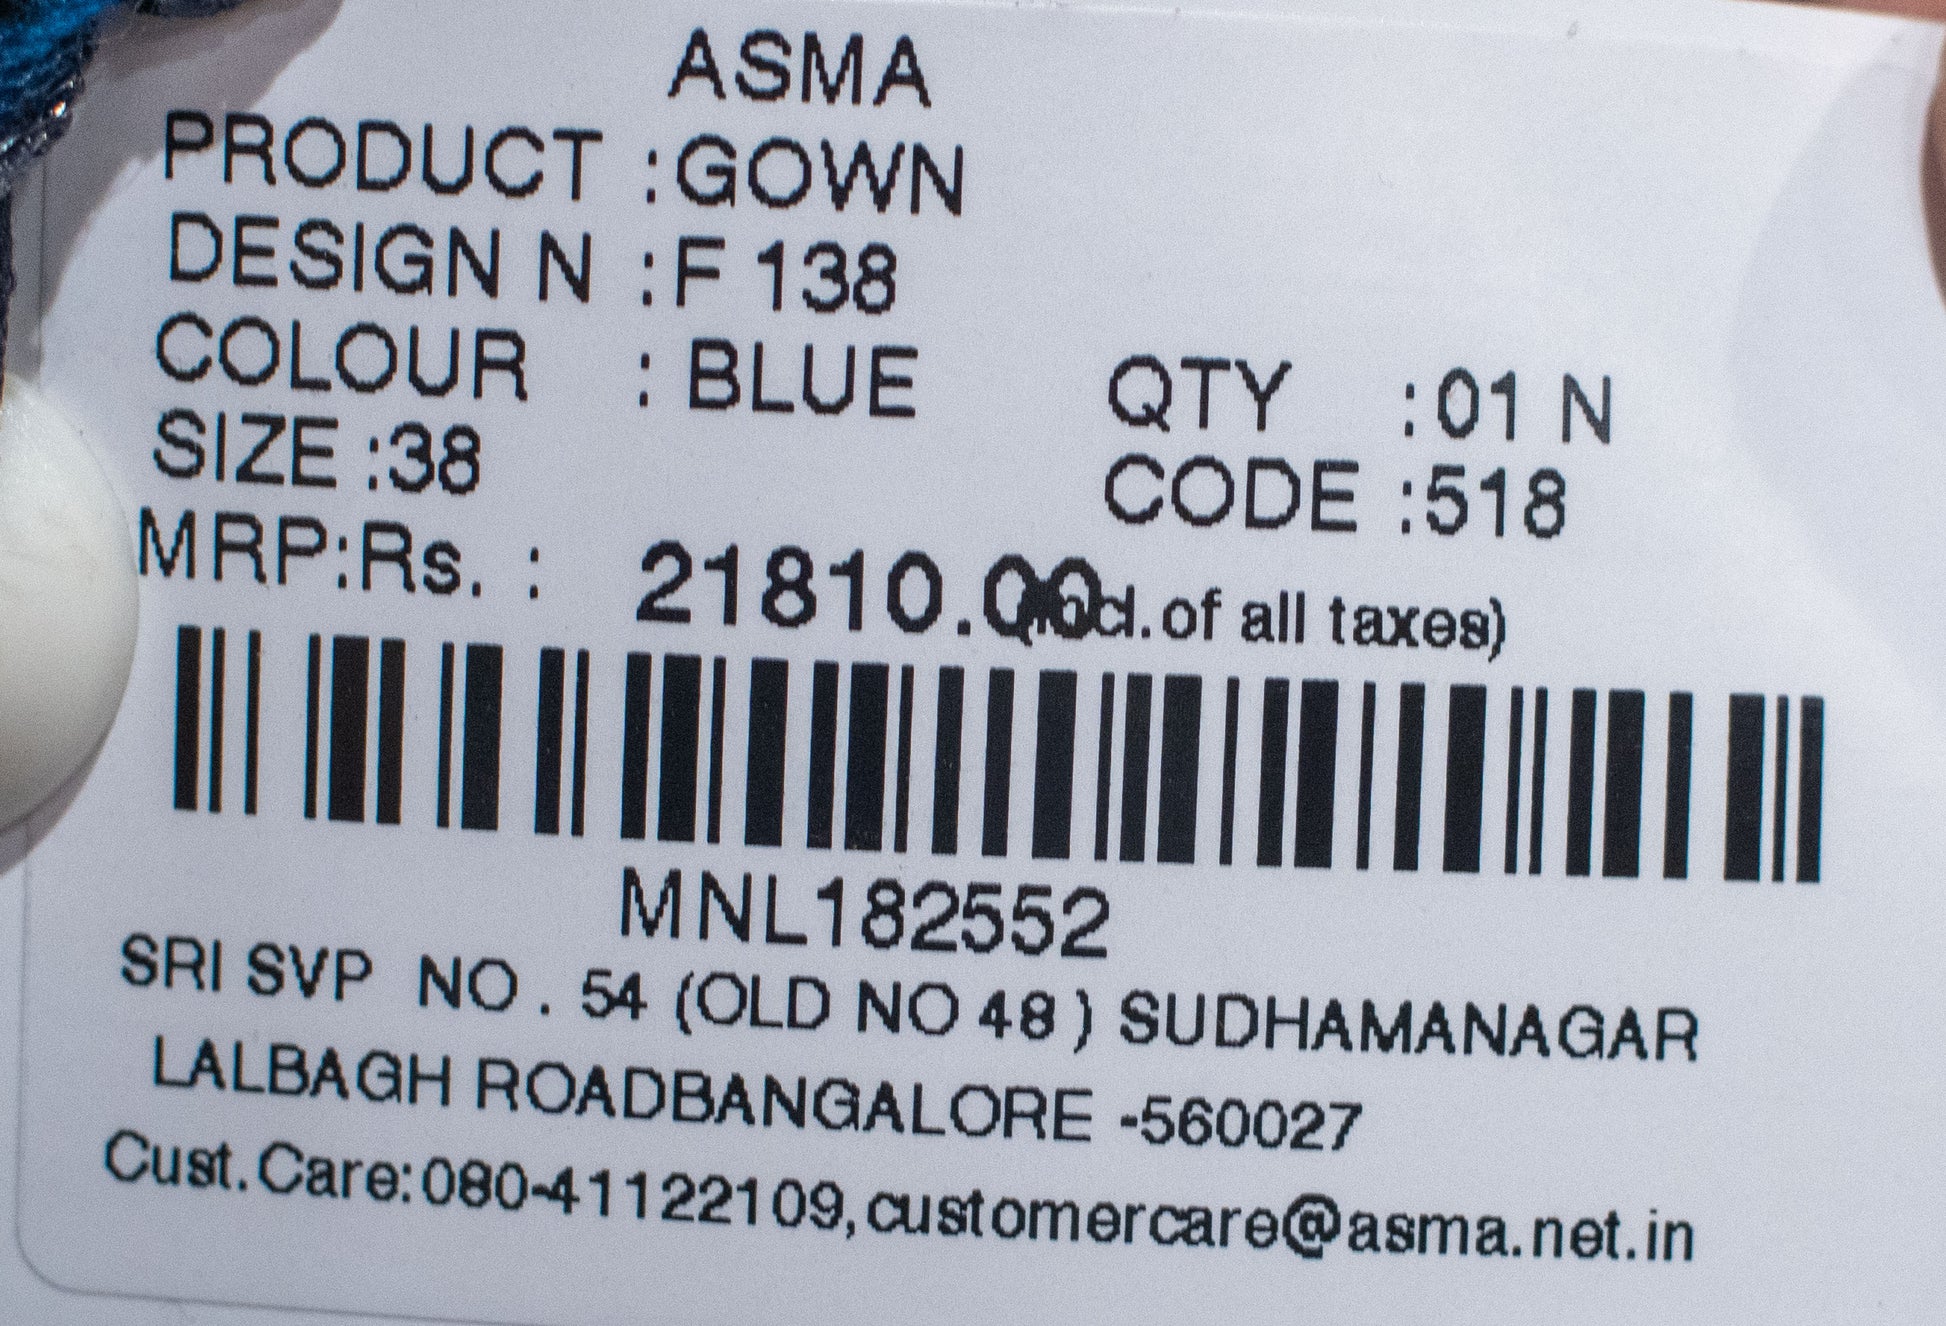 ASMA
PRODUCT :GOWN
DESIGN N :F 138
COLOUR : BLUE QTY :01 N
SIZE :38 CODE :518
MRP:Rs. : 21810.00(Incl.of all taxes)
MNL182552
SRI SVP NO . 54 (OLD NO 48 ) SUDHAMANAGAR
LALBAGH ROADBANGALORE -560027
Cust.Care:080-41122109,customercare@asma.net.in